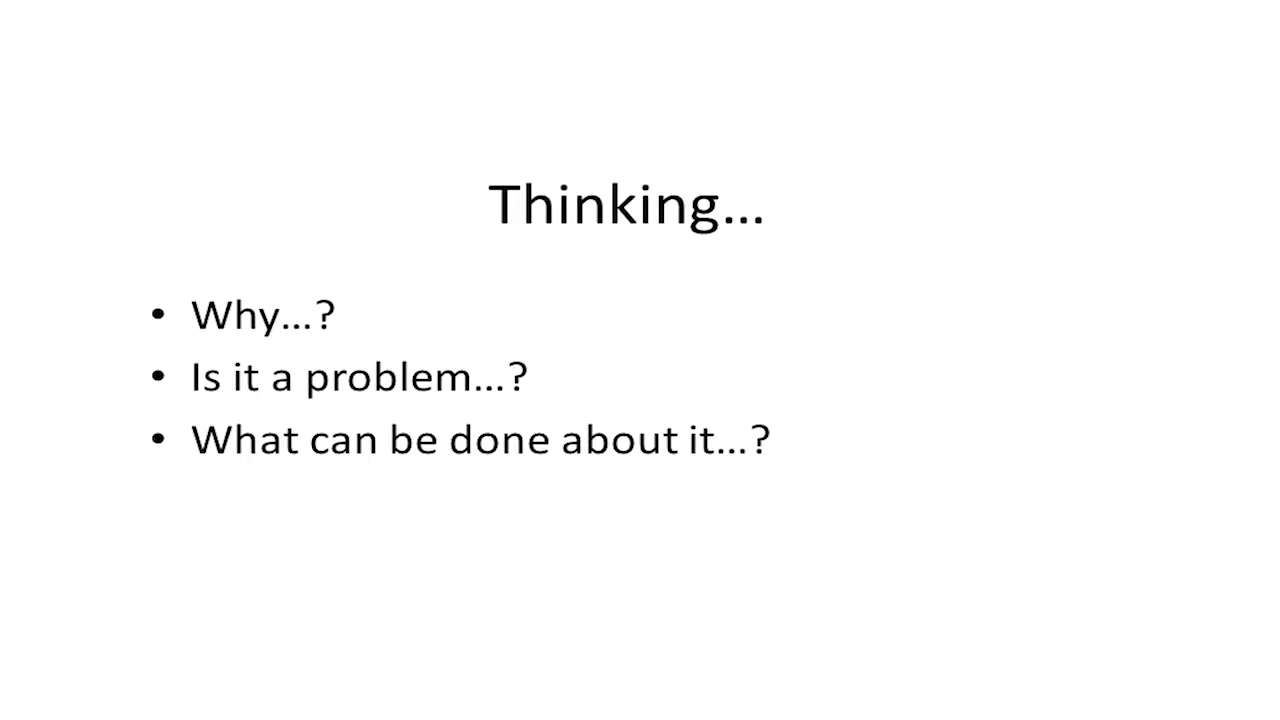 Thinking...
• Why...?
• Is it a problem...?
• What can be done about it...?